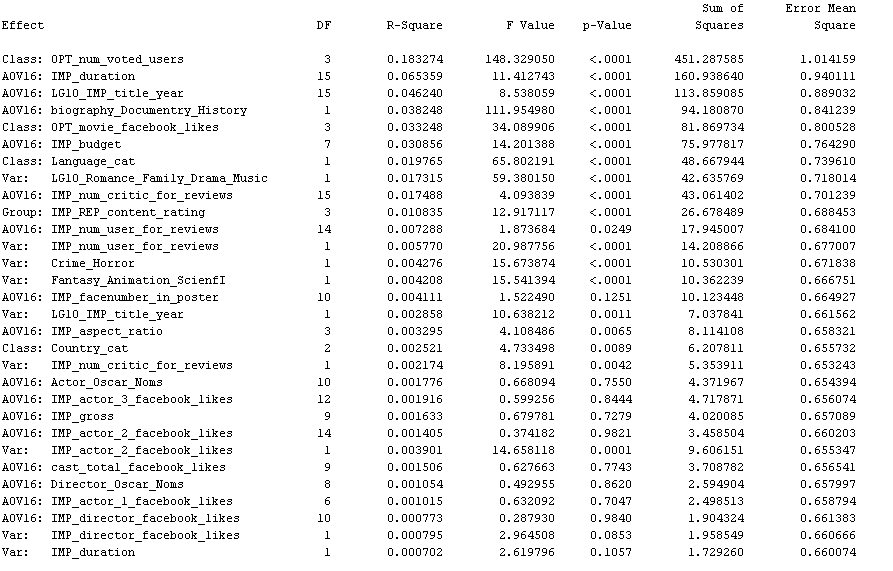 Sum of Error Mean
Effect DF R-Square F Value p-Value Squares Square
Class: OPT_num_voted_users 3 0.183274 148.329050 <.0001 451.287585 1.014159
AOV16: IMP_duration 15 0.065359 11.412743 <.0001 160.938640 0.940111
AOV16: LG10_IMP_title_year 15 0.046240 8.538059 <.0001 113.859085 0.889032
AOV16: biography_Documentry_History 1 0.038248 111.954980 <.0001 94.180870 0.841239
Class: OPT_movie_facebook_likes 3 0.033248 34.089906 <.0001 81.869734 0.800528
AOV16: IMP_budget 7 0.030856 14.201388 <.0001 75.977817 0.764290
Class: Language_cat 1 0.019765 65.802191 <.0001 48.667944 0.739610
Var: LG10_Romance_Family_Drama_Music 1 0.017315 59.380150 <.0001 42.635769 0.718014
AOV16: IMP_num_critic_for_reviews 15 0.017488 4.093839 <.0001 43.061402 0.701239
Group: IMP_REP_content_rating 3 0.010835 12.917117 <.0001 26.678489 0.688453
AOV16: IMP_num_user_for_reviews 14 0.007288 1.873684 0.0249 17.945007 0.684100
Var: IMP_num_user_for_reviews 1 0.005770 20.987756 <.0001 14.208866 0.677007
Var: Crime_Horror 1 0.004276 15.673874 <.0001 10.530301 0.671838
Var: Fantasy_Animation_ScienfI 1 0.004208 15.541394 <.0001 10.362239 0.666751
AOV16: IMP_facenumber_in_poster 10 0.004111 1.522490 0.1251 10.123448 0.664927
Var: LG10_IMP_title_year 1 0.002858 10.638212 0.0011 7.037841 0.661562
AOV16: IMP_aspect_ratio 3 0.003295 4.108486 0.0065 8.114108 0.658321
Class: Country_cat 2 0.002521 4.733498 0.0089 6.207811 0.655732
Var: IMP_num_critic_for_reviews 1 0.002174 8.195891 0.0042 5.353911 0.653243
AOV16: Actor_Oscar_Noms 10 0.001776 0.668094 0.7550 4.371967 0.654394
AOV16: IMP_actor_3_facebook_likes 12 0.001916 0.599256 0.8444 4.717871 0.656074
AOV16: IMP_gross 9 0.001633 0.679781 0.7279 4.020085 0.657089
AOV16: IMP_actor_2_facebook_likes 14 0.001405 0.374182 0.9821 3.458504 0.660203
Var: IMP_actor_2_facebook_likes 1 0.003901 14.658118 0.0001 9.606151 0.655347
AOV16: cast_total_facebook_likes 9 0.001506 0.627663 0.7743 3.708782 0.656541
AOV16: Director_Oscar_Noms 8 0.001054 0.492955 0.8620 2.594904 0.657997
AOV16: IMP_actor_1_facebook_likes 6 0.001015 0.632092 0.7047 2.498513 0.658794
AOV16: IMP_director_facebook_likes 10 0.000773 0.287930 0.9840 1.904324 0.661383
Var: IMP_director_facebook_likes 1 0.000795 2.964508 0.0853 1.958549 0.660666
Var: IMP_duration 1 0.000702 2.619796 0.1057 1.729260 0.660074